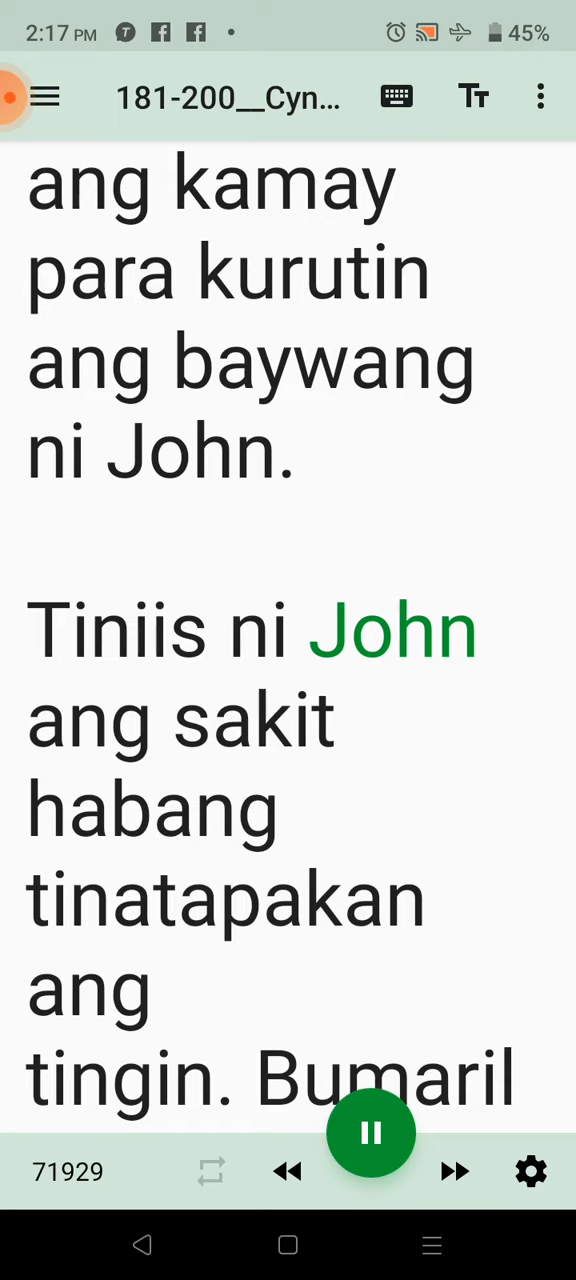 2:17 PM
45%
181-200__Cyn...
ang kamay
para kurutin
ang baywang
ni John.
Tiniis ni John
ang sakit
habang
tinatapakan
ang
tingin. Bumaril
71929